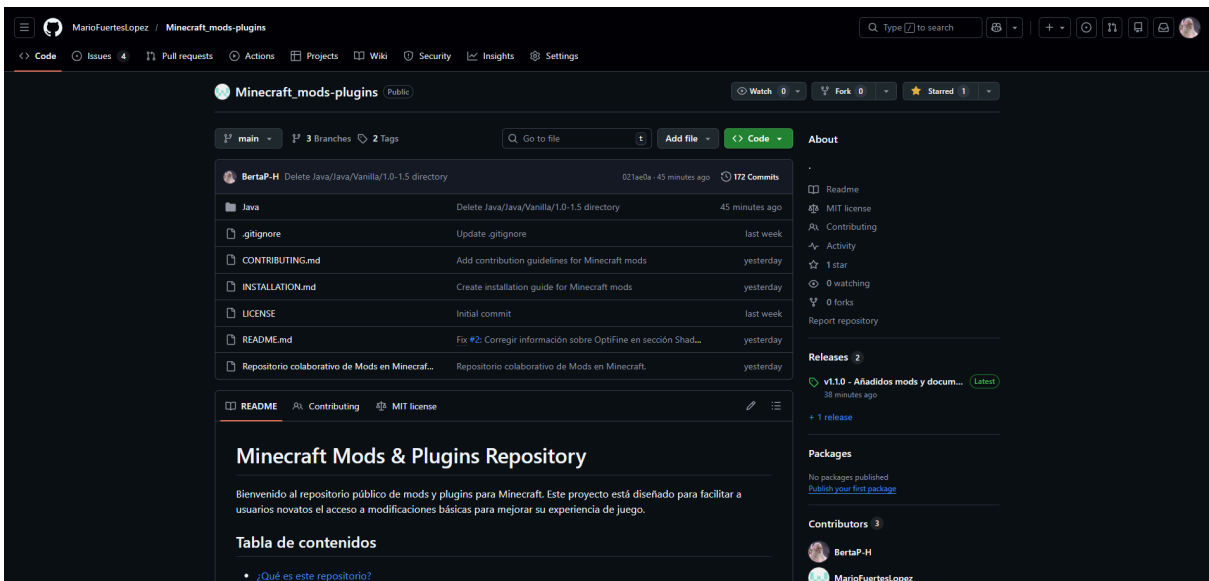 MarioFuertesLopez / Minecraft_mods-plugins
Type / to search
<> Code Issues 4 Pull requests Actions Projects Wiki Security Insights Settings
Minecraft_mods-plugins Public
Watch 0 Fork 0 Starred 1
main 3 Branches 2 Tags
Go to file t
Add file <> Code
BertaP-H Delete Java/Java/Vanilla/1.0-1.5 directory 021ae0a · 45 minutes ago 172 Commits
Java Delete Java/Java/Vanilla/1.0-1.5 directory 45 minutes ago
.gitignore Update .gitignore last week
CONTRIBUTING.md Add contribution guidelines for Minecraft mods yesterday
INSTALLATION.md Create installation guide for Minecraft mods yesterday
LICENSE Initial commit last week
README.md Fix #2: Corregir información sobre OptiFine en sección Shad... yesterday
Repositorio colaborativo de Mods en Minecraf... Repositorio colaborativo de Mods en Minecraft. yesterday
README Contributing MIT license
Minecraft Mods & Plugins Repository
Bienvenido al repositorio público de mods y plugins para Minecraft. Este proyecto está diseñado para facilitar a
usuarios novatos el acceso a modificaciones básicas para mejorar su experiencia de juego.
Tabla de contenidos
• ¿Qué es este repositorio?
About
.
Readme
MIT license
Contributing
Activity
1 star
0 watching
0 forks
Report repository
Releases 2
v1.1.0 - Añadidos mods y docum... Latest
38 minutes ago
+ 1 release
Packages
No packages published
Publish your first package
Contributors 3
BertaP-H
MarioFuertesLopez